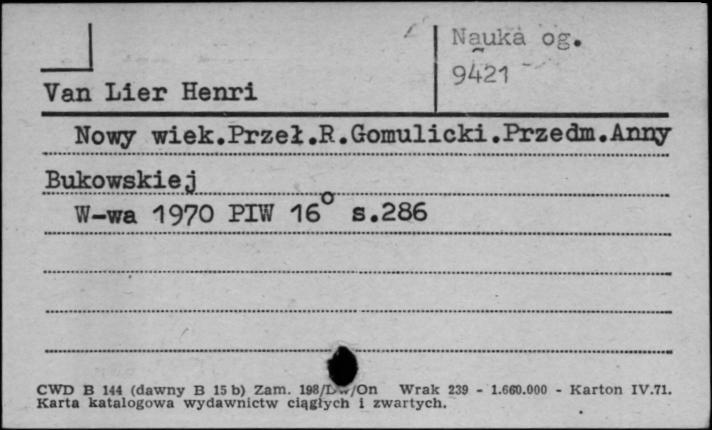 Nauka og.
9421
Van Lier Henri
Nowy wiek.Przeł.R.Gomulicki.Przedm.Anny
Bukowskiej
W-wa 1970 PIW 16° s.286
CWD B 144 (dawny B 15 b) Zam. 198/Dw/On Wrak 239 - 1.660.000 - Karton IV.71.
Karta katalogowa wydawnictw ciągłych i zwartych.